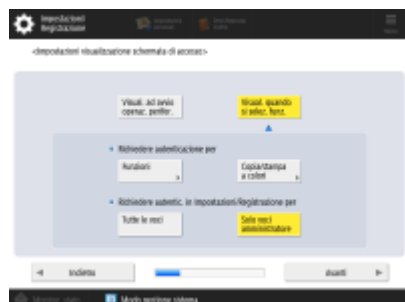 Impostazioni/
Registrazione
<Impostazioni visualizzazione schermata di accesso>
Visual. ad avvio
operaz. perifer.
Visual. quando
si selez. funz.
Richiedere autenticazione per
Funzioni
Copia/Stampa
a colori
Richiedere autentic. in Impostazioni/Registrazione per
Tutte le voci
Solo voci
amministratore
Indietro
Avanti
Modo gestione sistema